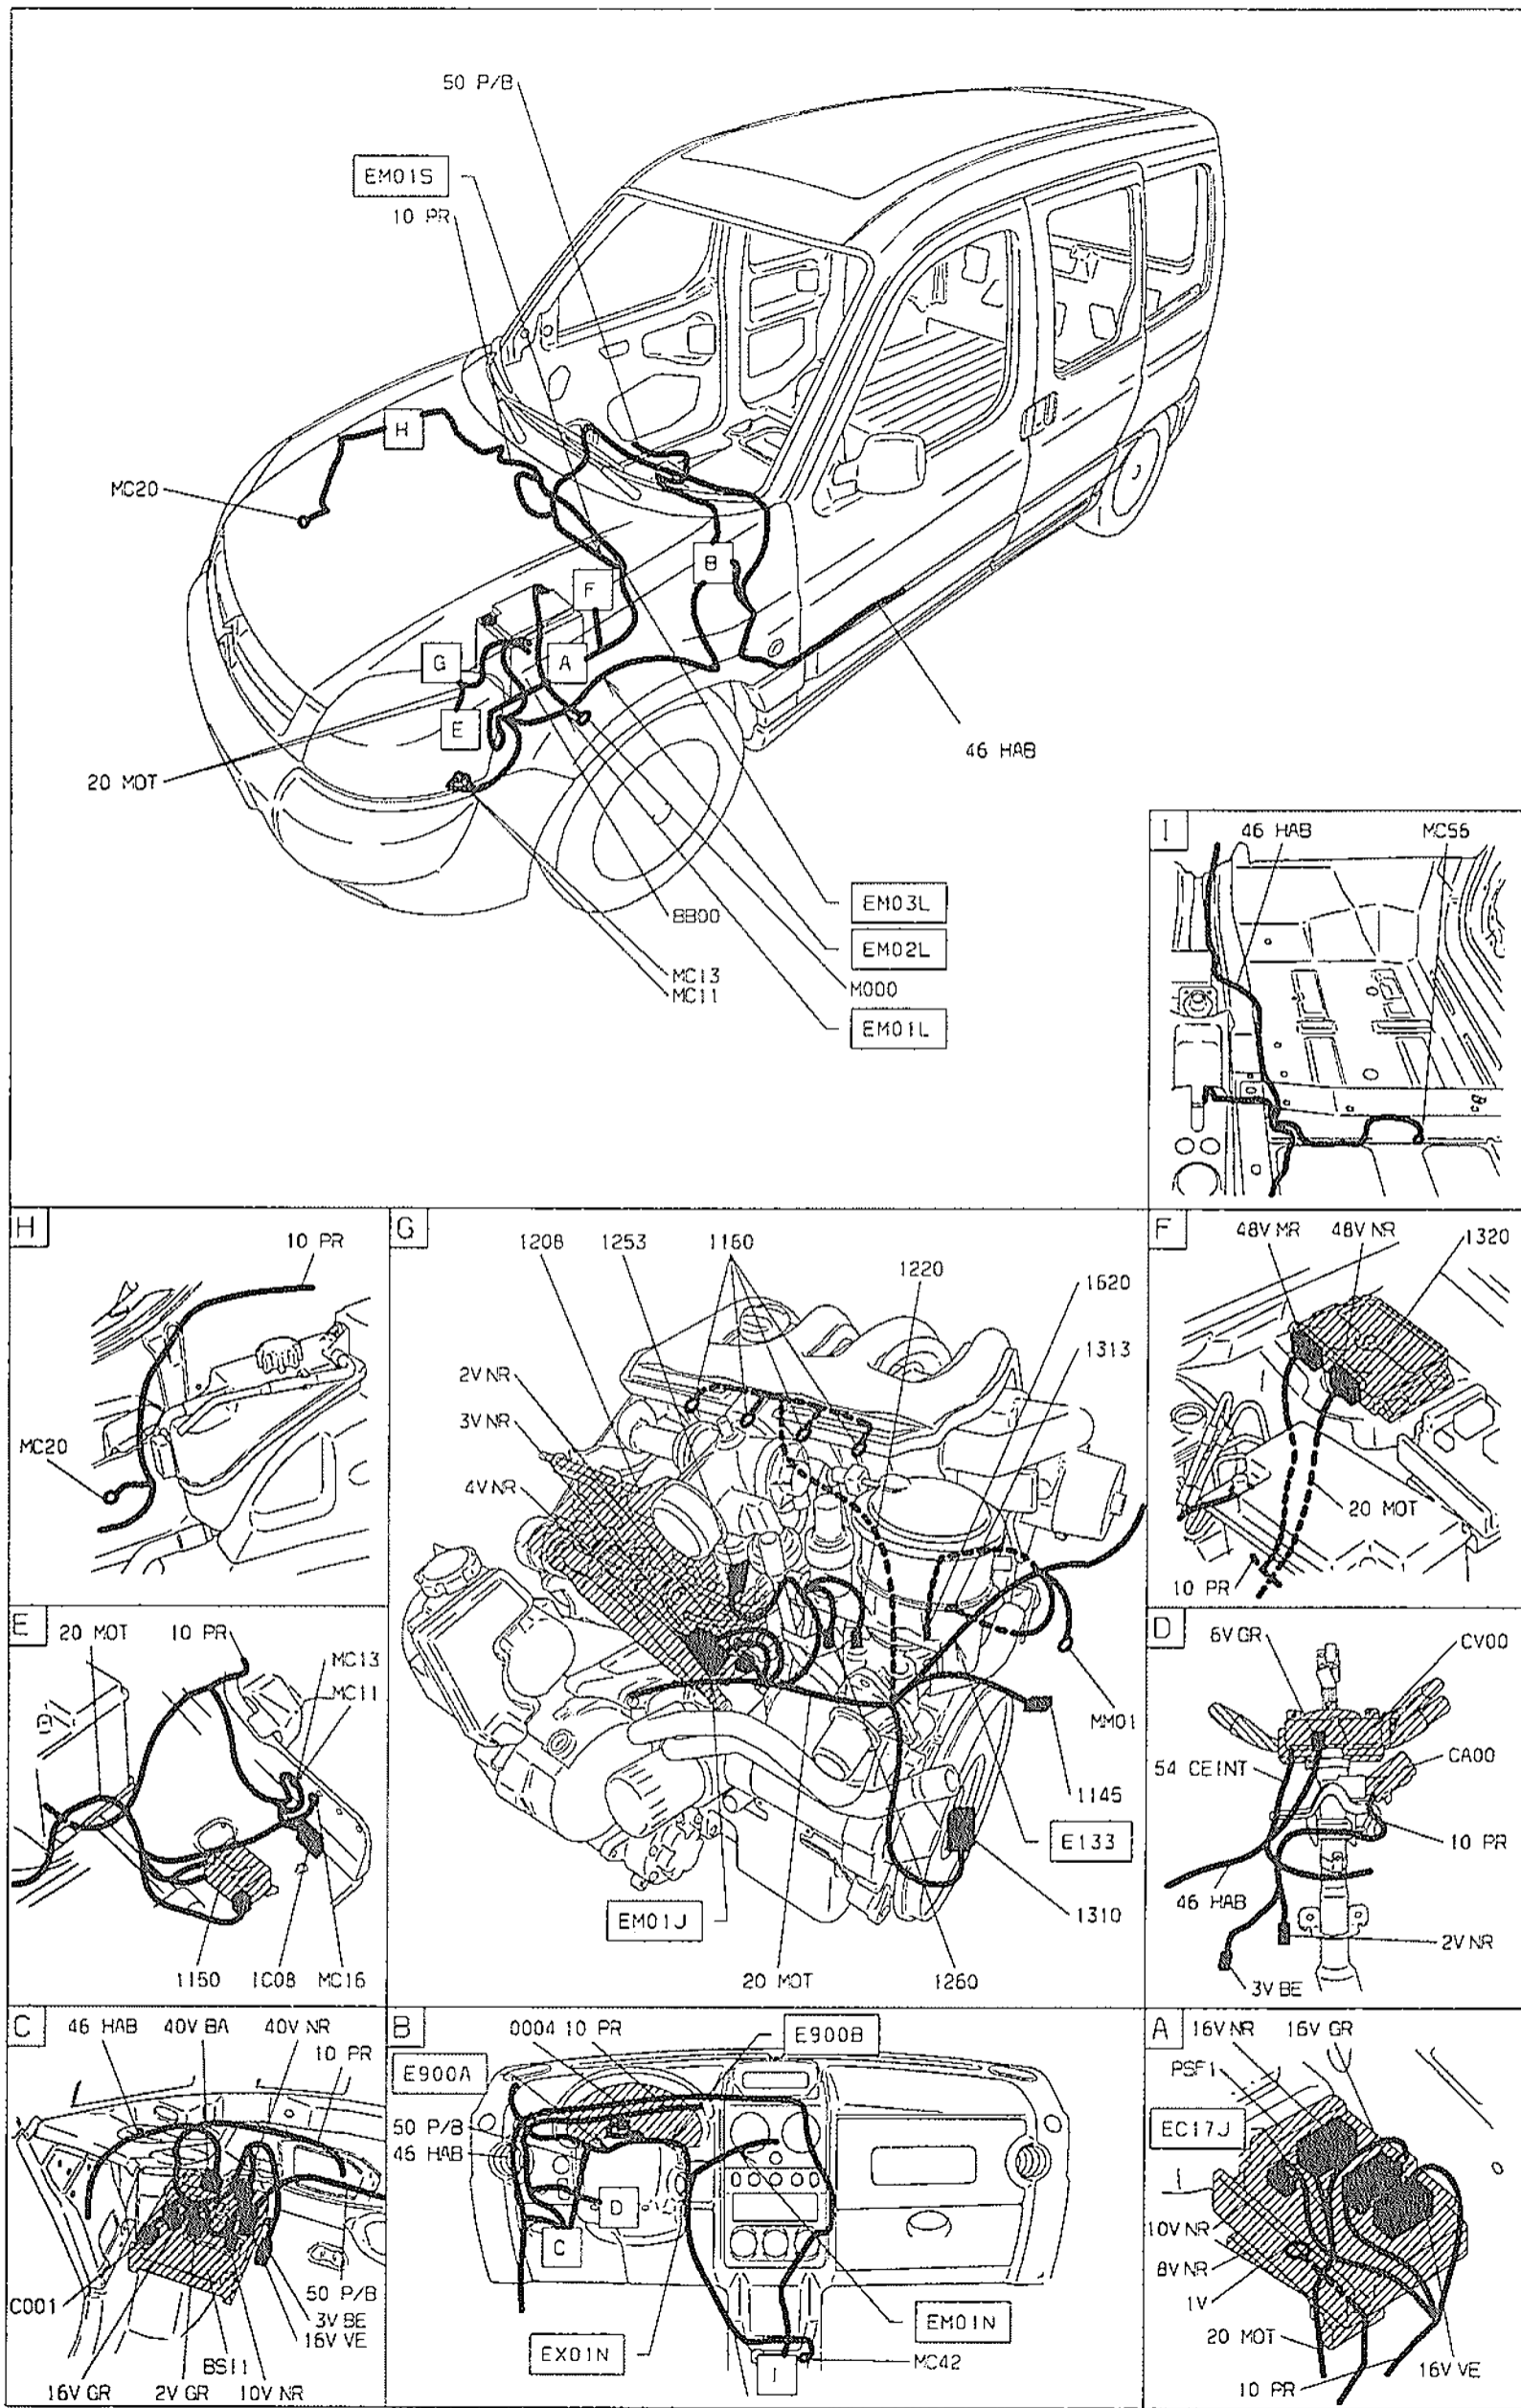 50 P/B
EM01S
10 PR
H
MC20
B
F
G
A
E
46 HAB
20 MOT
EM03L
BB00
EM02L
MC13
M000
MC11
EM01L
I
46 HAB
MC55
H
10 PR
MC20
G
1208
1253
1160
1220
1620
1313
2V NR
3V NR
4V NR
MM01
1145
E133
1310
EM01J
20 MOT
1260
F
48V MR
48V NR
1320
20 MOT
10 PR
E
20 MOT
10 PR
MC13
MC11
1150
1C08
MC16
D
6V GR
CV00
54 CEINT
CA00
10 PR
46 HAB
2V NR
3V BE
C
46 HAB
40V BA
40V NR
10 PR
C001
50 P/B
3V BE
16V VE
BSI1
16V GR
2V GR
10V NR
B
0004
10 PR
E900B
E900A
50 P/B
46 HAB
D
C
EM01N
EX01N
I
MC42
A
16V NR
16V GR
PSF1
EC17J
10V NR
8V NR
1V
20 MOT
10 PR
16V VE